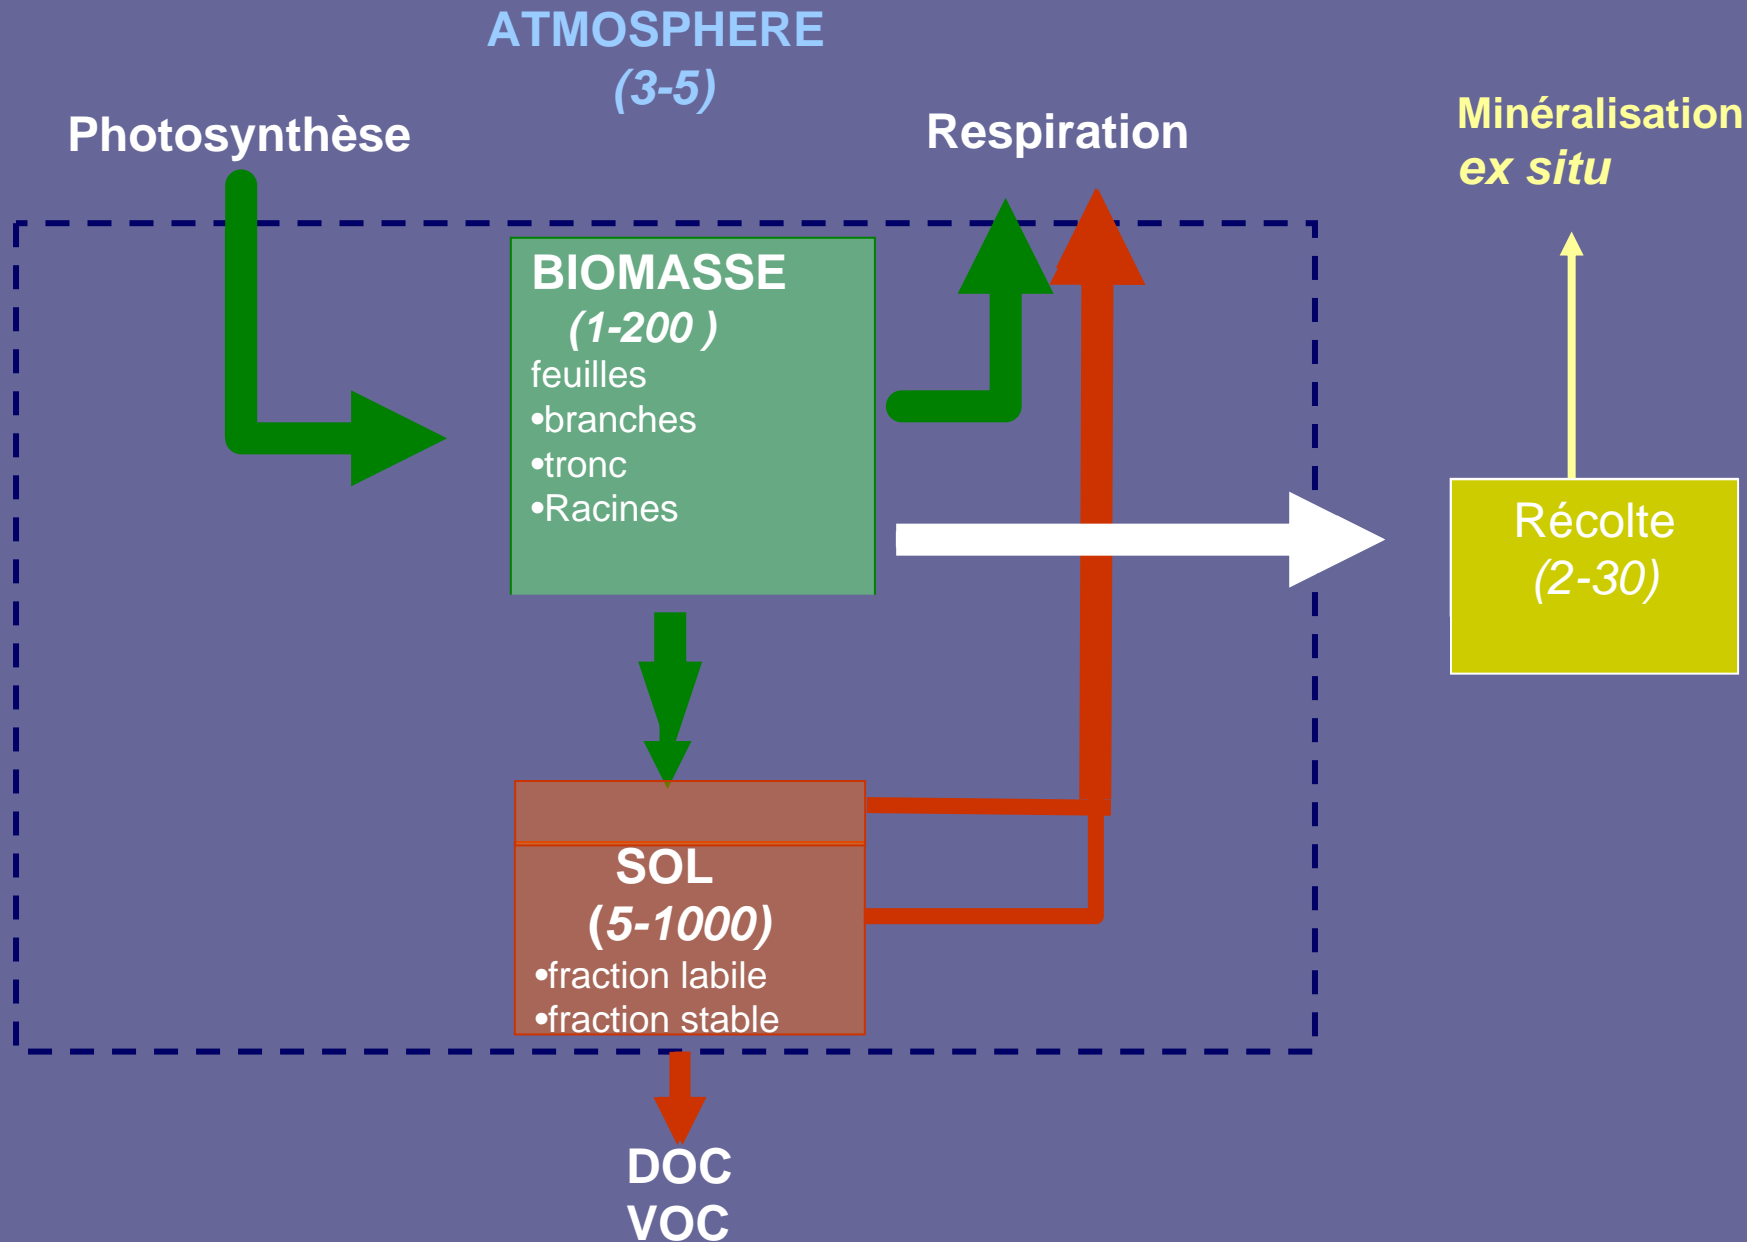 ATMOSPHERE
(3-5)
Photosynthèse
Respiration
Minéralisation
ex situ
BIOMASSE
(1-200 )
feuilles
•branches
•tronc
•Racines
Récolte
(2-30)
SOL
(5-1000)
•fraction labile
•fraction stable
DOC
VOC